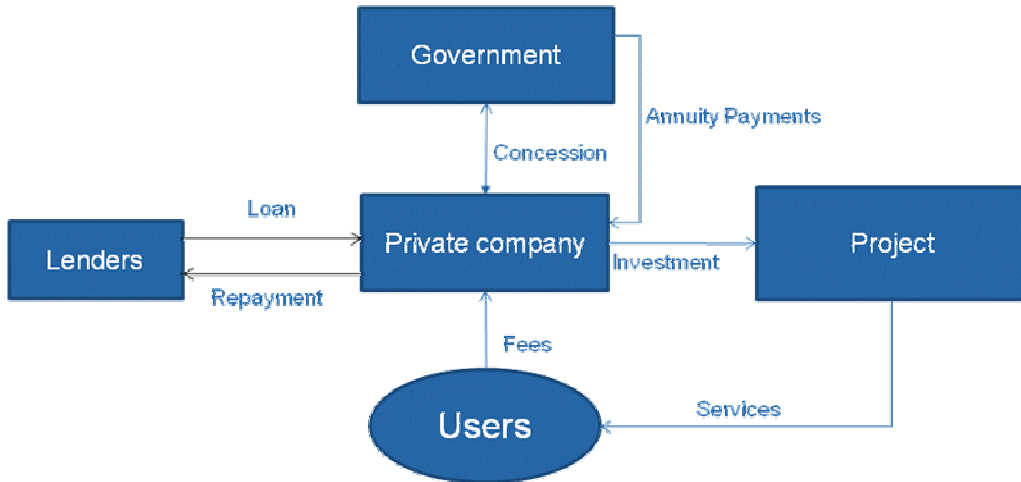 Government
Annuity Payments
Concession
Loan
Lenders
Private company
Project
Investment
Repayment
Fees
Users
Services